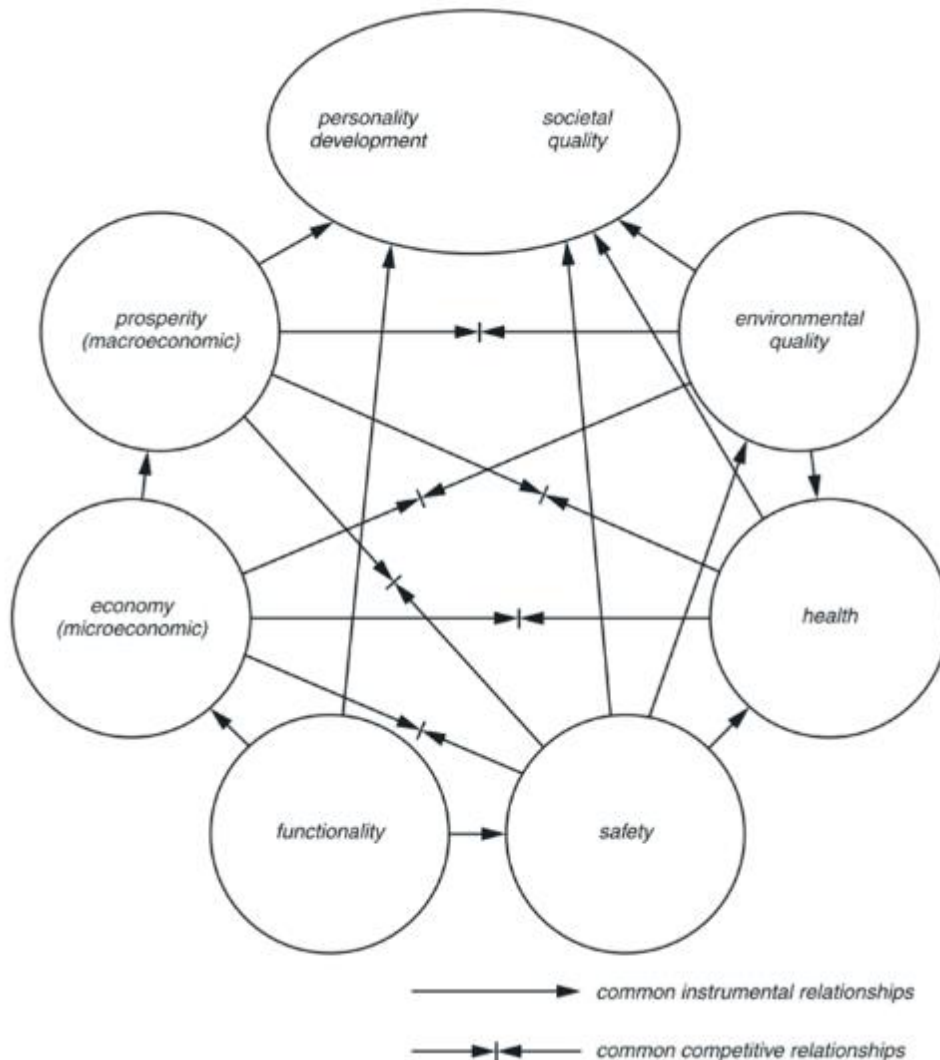 personality
development
societal
quality
prosperity
(macroeconomic)
environmental
quality
economy
(microeconomic)
health
functionality
safety
common instrumental relationships
common competitive relationships